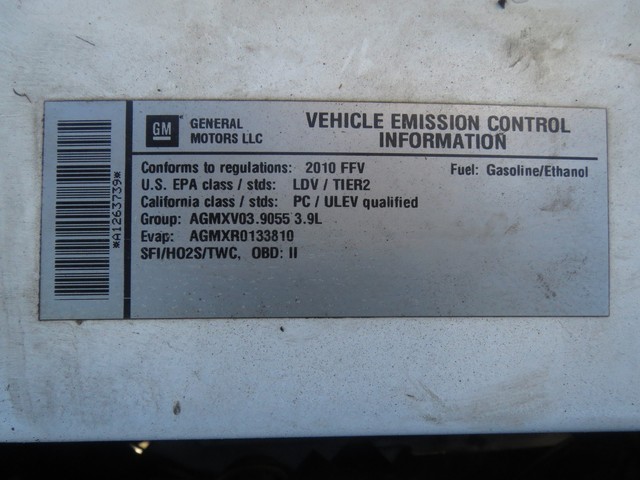 *A12637339*
GM
GENERAL
MOTORS LLC
VEHICLE EMISSION CONTROL
INFORMATION
Conforms to regulations: 2010 FFV Fuel: Gasoline/Ethanol
U.S. EPA class / stds: LDV / TIER2
California class / stds: PC / ULEV qualified
Group: AGMXV03.9055 3.9L
Evap: AGMXR0133810
SFI/HO2S/TWC, OBD: II